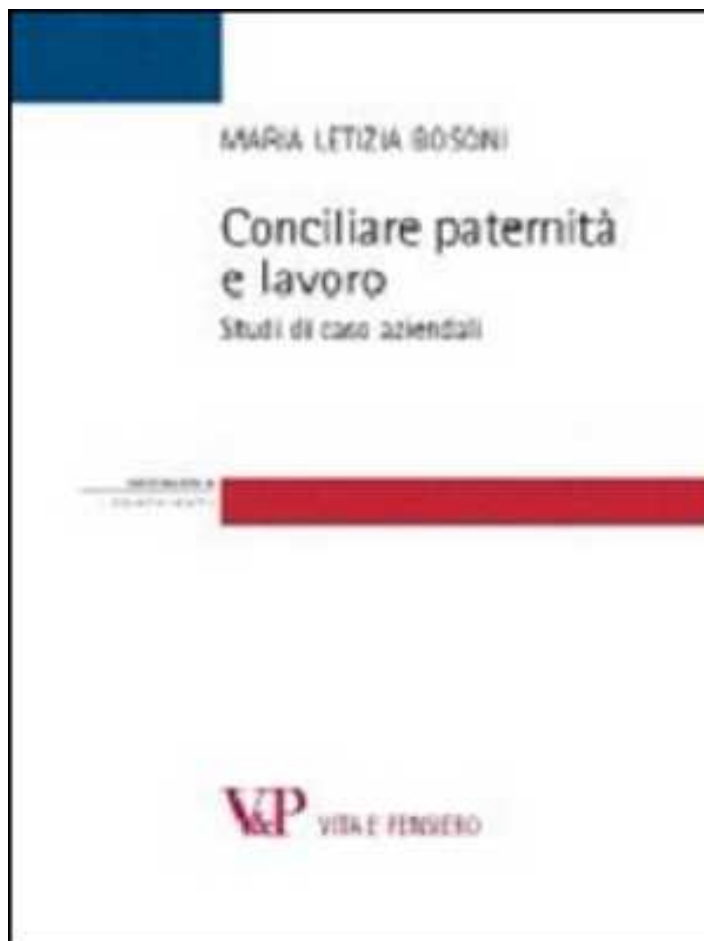 MARIA LETIZIA BOSONI
Conciliare paternità
e lavoro
Studi di caso aziendali
V&P VITA E PENSIERO